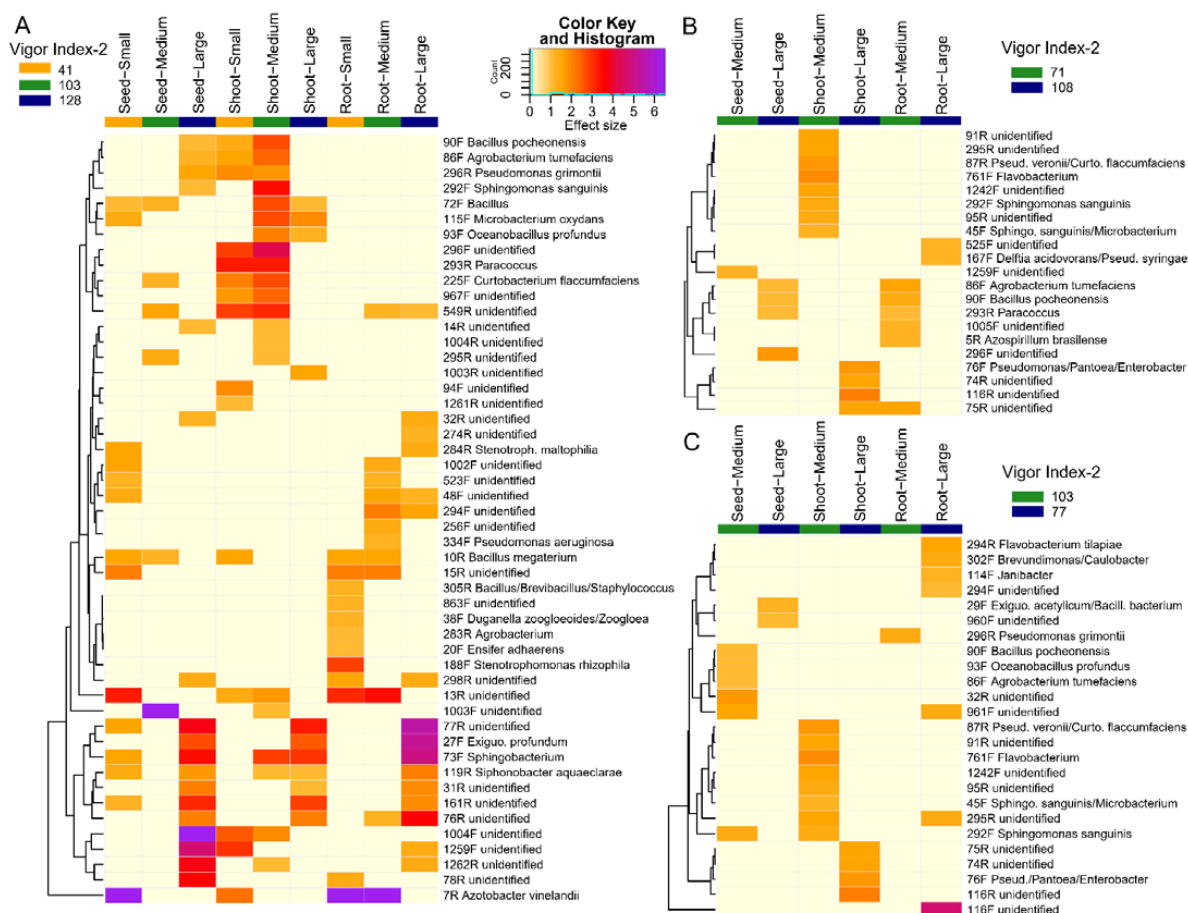 A
Vigor Index-2
41
103
128
Seed-Small
Seed-Medium
Seed-Large
Shoot-Small
Shoot-Medium
Shoot-Large
Root-Small
Root-Medium
Root-Large
Color Key
and Histogram
Count
0 200
0 1 2 3 4 5 6
Effect size
90F Bacillus pocheonensis
86F Agrobacterium tumefaciens
296R Pseudomonas grimontii
292F Sphingomonas sanguinis
72F Bacillus
115F Microbacterium oxydans
93F Oceanobacillus profundus
296F unidentified
293R Paracoccus
225F Curtobacterium flaccumfaciens
967F unidentified
549R unidentified
14R unidentified
1004R unidentified
295R unidentified
1003R unidentified
94F unidentified
1261R unidentified
32R unidentified
274R unidentified
284R Stenotroph. maltophilia
1002F unidentified
523F unidentified
48F unidentified
294F unidentified
256F unidentified
334F Pseudomonas aeruginosa
10R Bacillus megaterium
15R unidentified
305R Bacillus/Brevibacillus/Staphylococcus
863F unidentified
38F Duganella zoogloeoides/Zoogloea
283R Agrobacterium
20F Ensifer adhaerens
188F Stenotrophomonas rhizophila
298R unidentified
13R unidentified
1003F unidentified
77R unidentified
27F Exiguo. profundum
73F Sphingobacterium
119R Siphonobacter aquaeclarae
31R unidentified
161R unidentified
76R unidentified
1004F unidentified
1259F unidentified
1262R unidentified
78R unidentified
7R Azotobacter vinelandii
B
Seed-Medium
Seed-Large
Shoot-Medium
Shoot-Large
Root-Medium
Root-Large
Vigor Index-2
71
108
91R unidentified
295R unidentified
87R Pseud. veronii/Curto. flaccumfaciens
761F Flavobacterium
1242F unidentified
292F Sphingomonas sanguinis
95R unidentified
45F Sphingo. sanguinis/Microbacterium
525F unidentified
167F Delftia acidovorans/Pseud. syringae
1259F unidentified
86F Agrobacterium tumefaciens
90F Bacillus pocheonensis
293R Paracoccus
1005F unidentified
5R Azospirillum brasilense
296F unidentified
76F Pseudomonas/Pantoea/Enterobacter
74R unidentified
116R unidentified
75R unidentified
C
Seed-Medium
Seed-Large
Shoot-Medium
Shoot-Large
Root-Medium
Root-Large
Vigor Index-2
103
77
294R Flavobacterium tilapiae
302F Brevundimonas/Caulobacter
114F Janibacter
294F unidentified
29F Exiguo. acetylicum/Bacill. bacterium
960F unidentified
296R Pseudomonas grimontii
90F Bacillus pocheonensis
93F Oceanobacillus profundus
86F Agrobacterium tumefaciens
32R unidentified
961F unidentified
87R Pseud. veronii/Curto. flaccumfaciens
91R unidentified
761F Flavobacterium
1242F unidentified
95R unidentified
45F Sphingo. sanguinis/Microbacterium
295R unidentified
292F Sphingomonas sanguinis
75R unidentified
74R unidentified
76F Pseud./Pantoea/Enterobacter
116R unidentified
116F unidentified